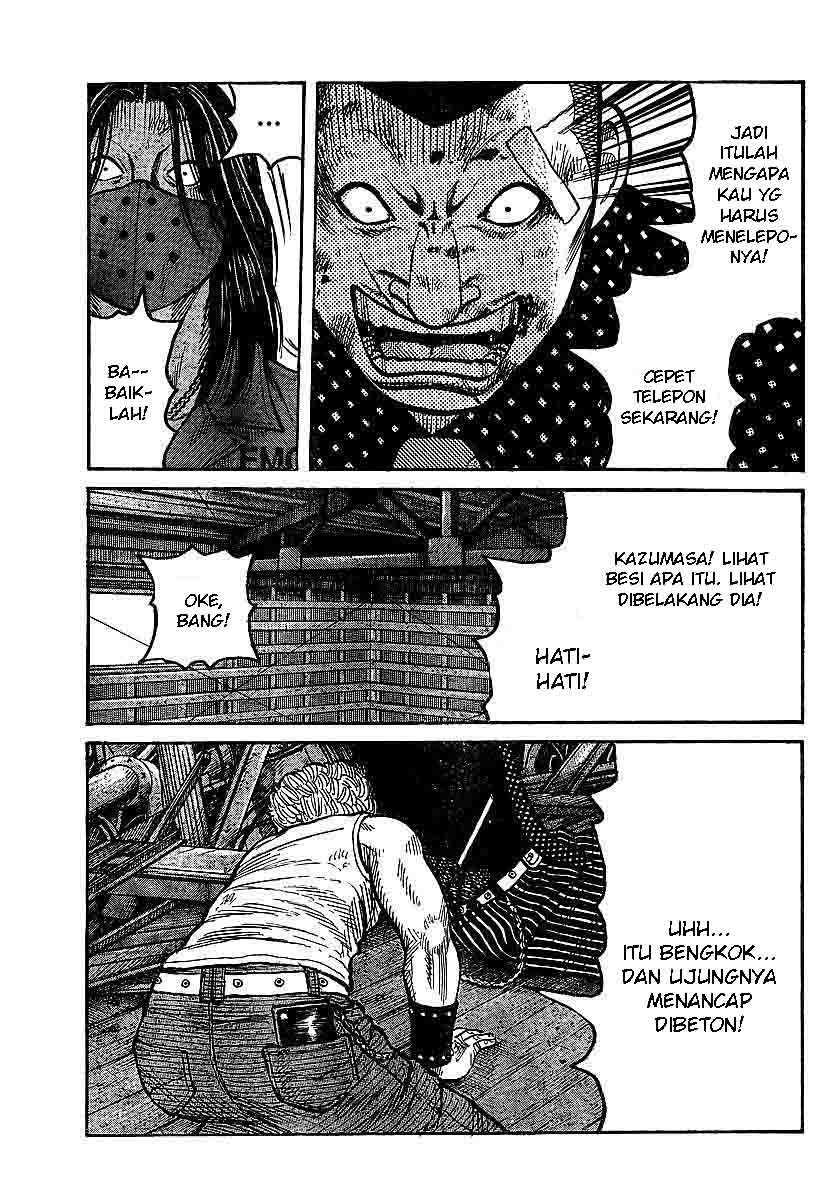 JADI
ITULAH
MENGAPA
KAU YG
HARUS
MENELEPO-
NYA!
CEPET
TELEPON
SEKARANG!
...
BA--
BAIK-
LAH!
EMO
KAZUMASA! LIHAT
BESI APA ITU. LIHAT
DIBELAKANG DIA!
HATI-
HATI!
OKE,
BANG!
UHH...
ITU BENGKOK...
DAN UJUNGNYA
MENANCAP
DIBETON!